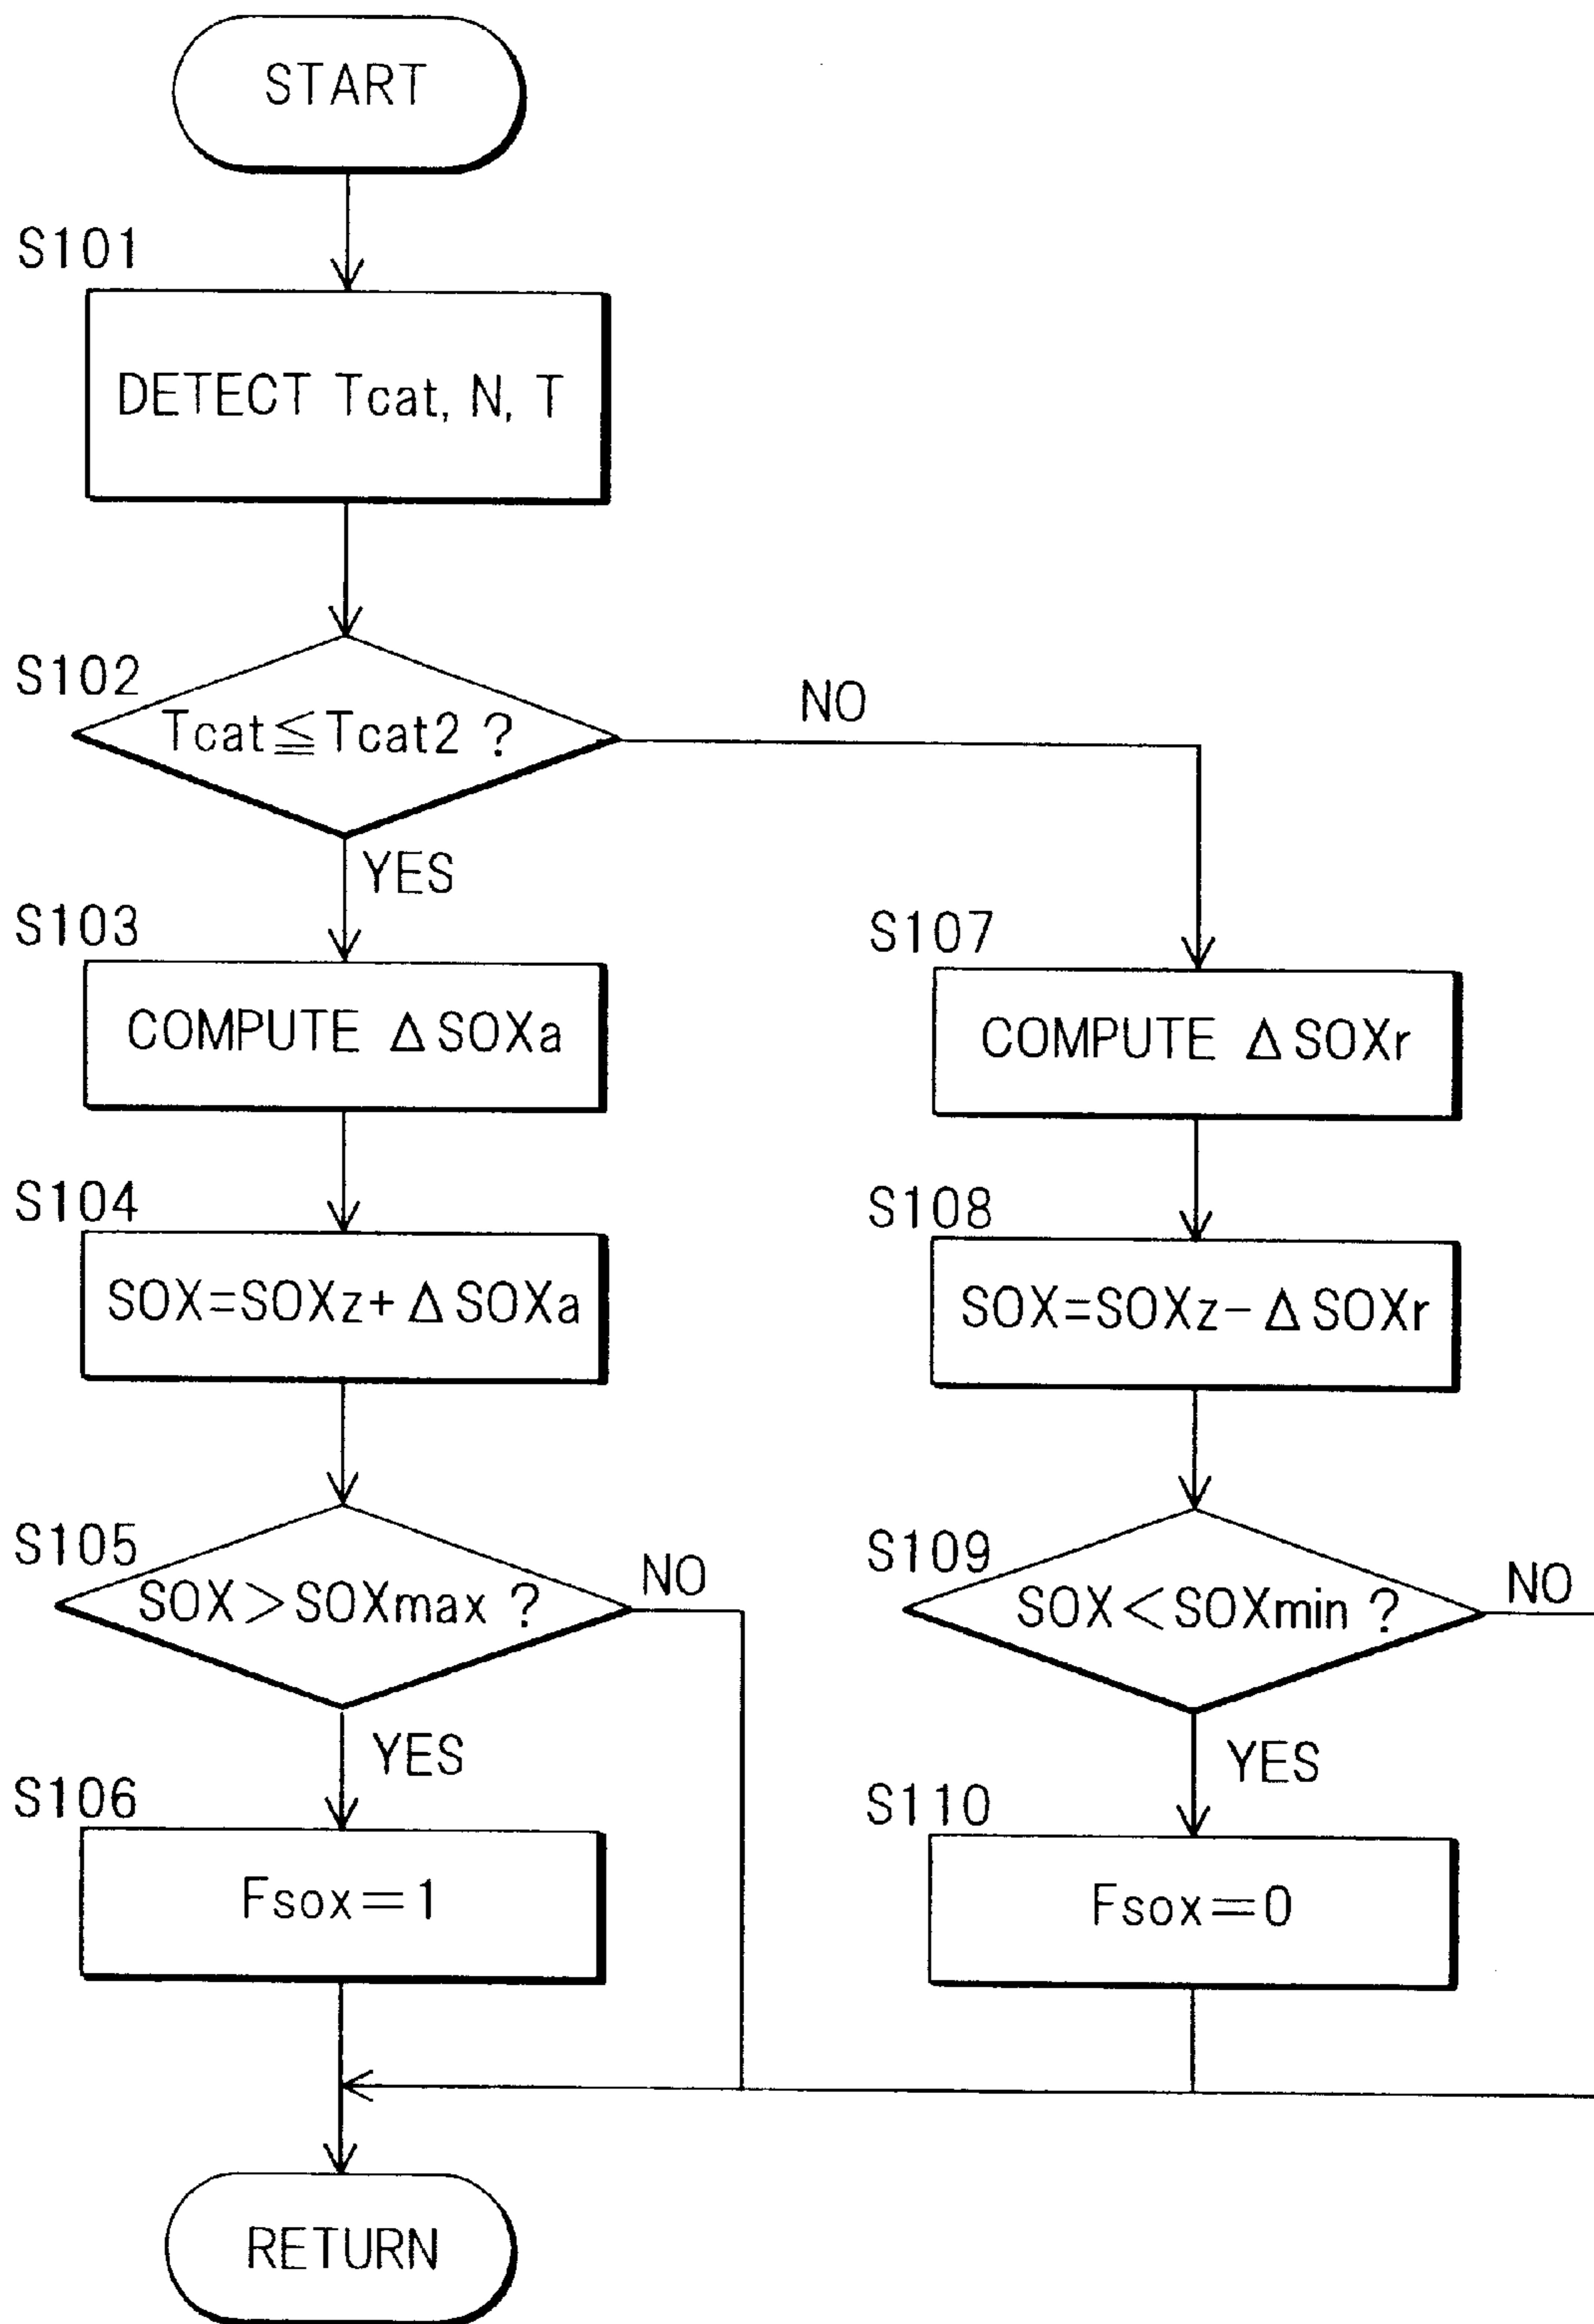 START
S101
DETECT Tcat, N, T
S102
Tcat≦Tcat2 ?
NO
YES
S103
COMPUTE ΔSOXa
S104
SOX=SOXz+ΔSOXa
S105
SOX>SOXmax ?
NO
YES
S106
Fsox=1
S107
COMPUTE ΔSOXr
S108
SOX=SOXz-ΔSOXr
S109
SOX<SOXmin ?
NO
YES
S110
Fsox=0
RETURN